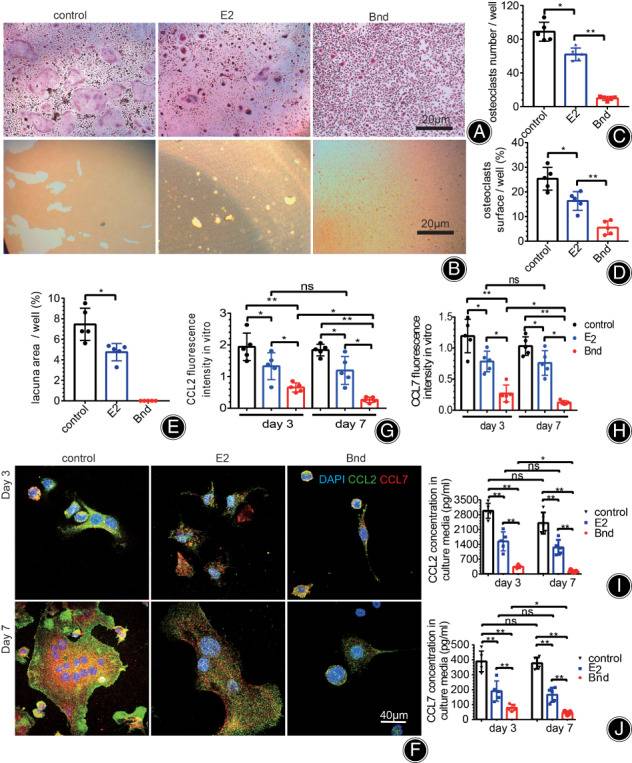 control E2 Bnd
20μm
A
20μm
B
osteoclasts number / well
120
80
40
0
* **
control E2 Bnd
C
osteoclasts
surface / well (%)
40
30
20
10
0
* **
control E2 Bnd
D
lacuna area / well (%)
10
8
6
4
2
0
*
control E2 Bnd
E
CCL2 fluorescence
intensity in vitro
3
2
1
0
ns
** *
**
* * * *
day 3 day 7
G
CCL7 fluorescence
intensity in vitro
1.5
1.0
0.5
0.0
ns
** *
**
* * * *
day 3 day 7
control
E2
Bnd
H
control E2 Bnd
Day 3
DAPI CCL2 CCL7
Day 7
40μm
F
CCL2 concentration in
culture media (pg/ml)
3500
2800
2100
1400
700
0
*
ns
** **
** ** ** **
day 3 day 7
control
E2
Bnd
I
CCL7 concentration in
culture media (pg/ml)
500
400
300
200
100
0
*
ns
** **
** ** ** **
day 3 day 7
control
E2
Bnd
J